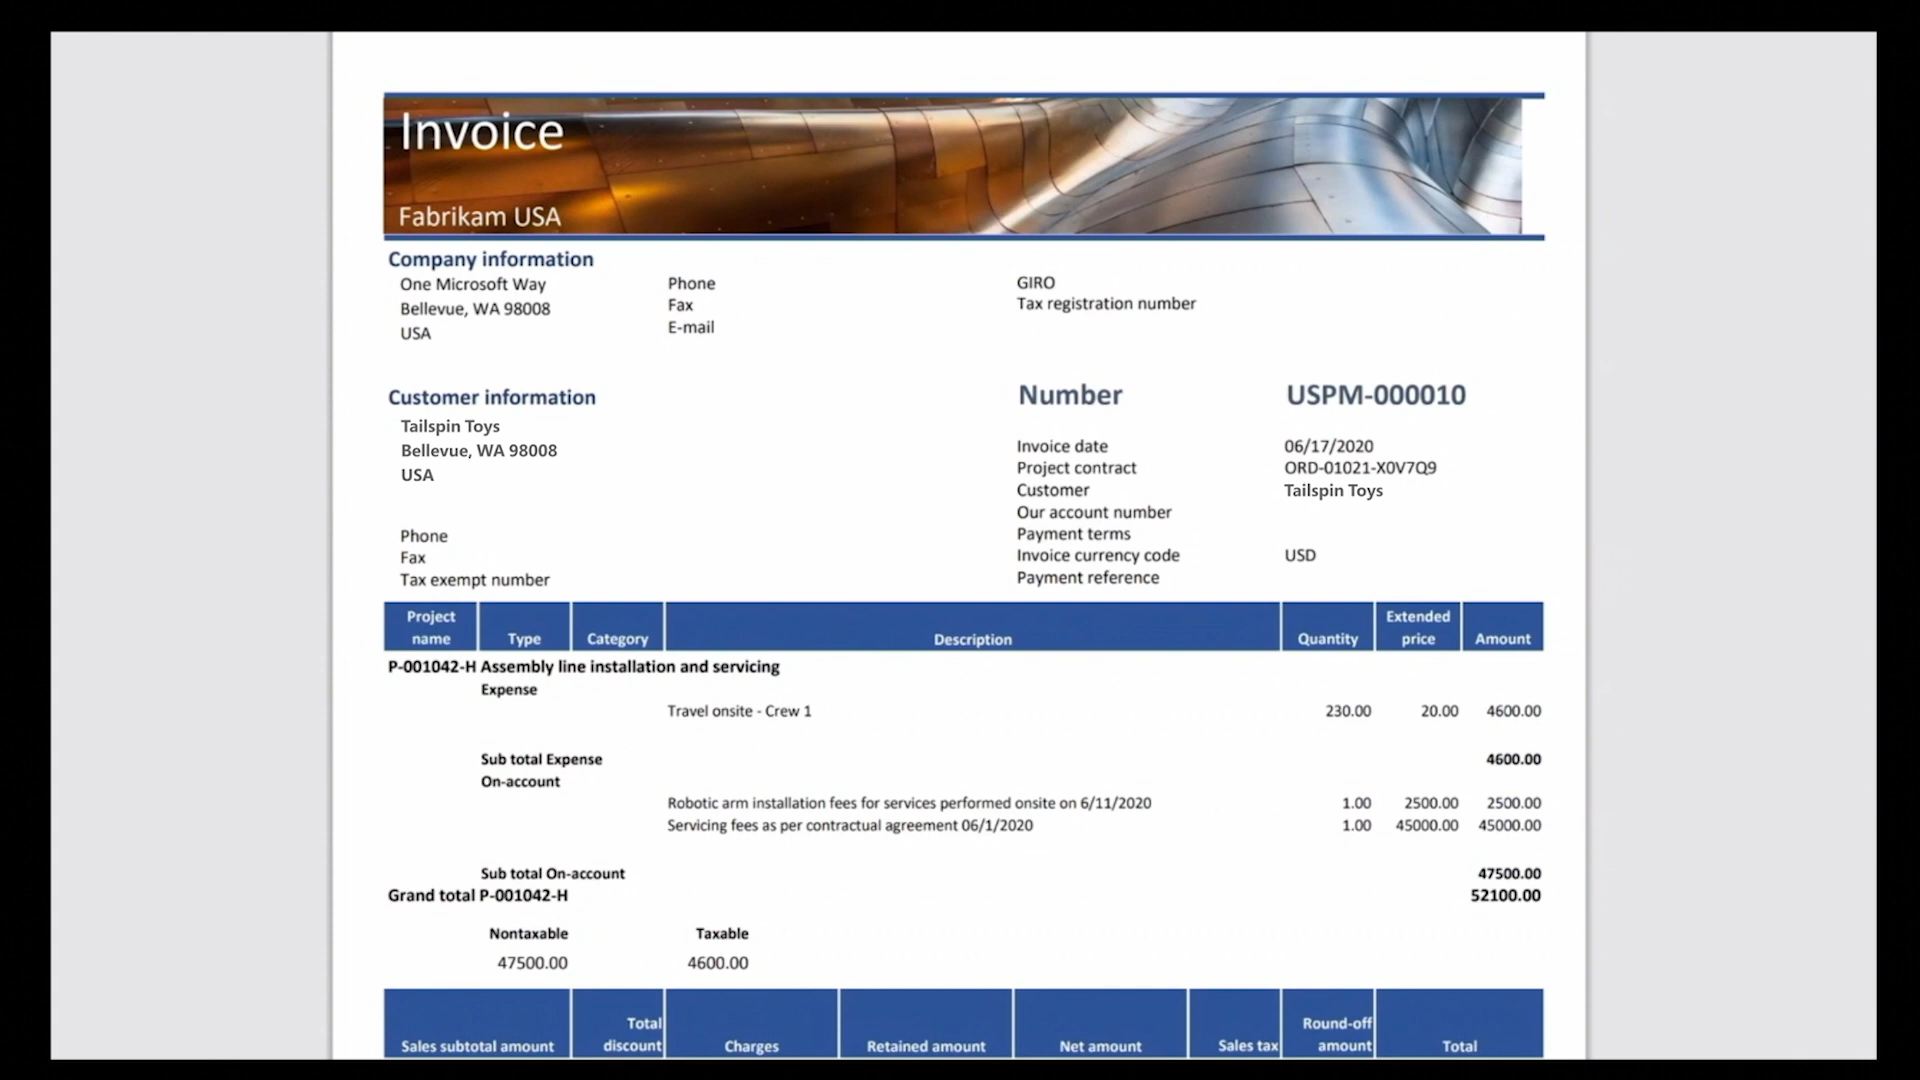 Invoice
Fabrikam USA
Company information
One Microsoft Way
Bellevue, WA 98008
USA
Phone
Fax
E-mail
GIRO
Tax registration number
Customer information
Tailspin Toys
Bellevue, WA 98008
USA
Phone
Fax
Tax exempt number
Number USPM-000010
Invoice date 06/17/2020
Project contract ORD-01021-X0V7Q9
Customer Tailspin Toys
Our account number
Payment terms
Invoice currency code USD
Payment reference
Project name Type Category Description Quantity Extended price Amount
P-001042-H Assembly line installation and servicing
Expense
Travel onsite - Crew 1 230.00 20.00 4600.00
Sub total Expense 4600.00
On-account
Robotic arm installation fees for services performed onsite on 6/11/2020 1.00 2500.00 2500.00
Servicing fees as per contractual agreement 06/1/2020 1.00 45000.00 45000.00
Sub total On-account 47500.00
Grand total P-001042-H 52100.00
Nontaxable Taxable
47500.00 4600.00
Sales subtotal amount Total discount Charges Retained amount Net amount Sales tax Round-off amount Total